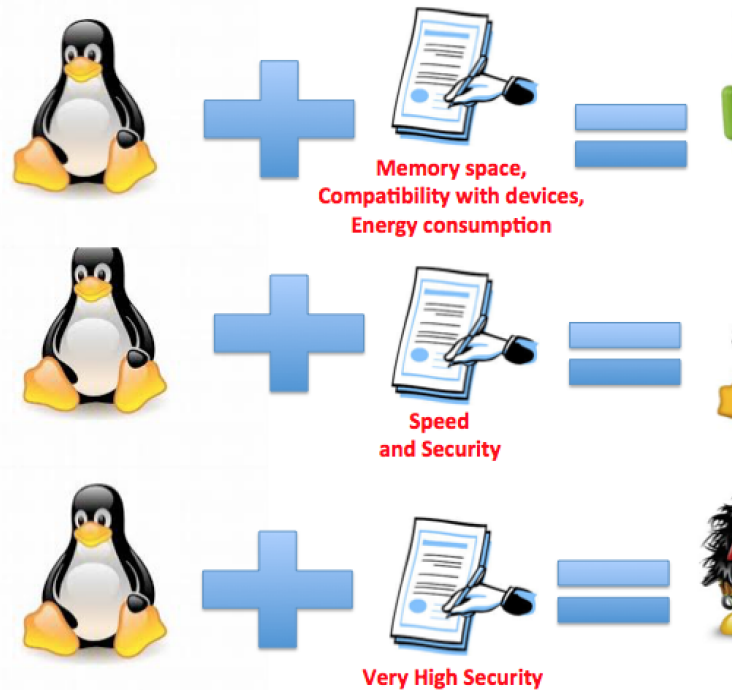 Memory space,
Compatibility with devices,
Energy consumption
Speed
and Security
Very High Security